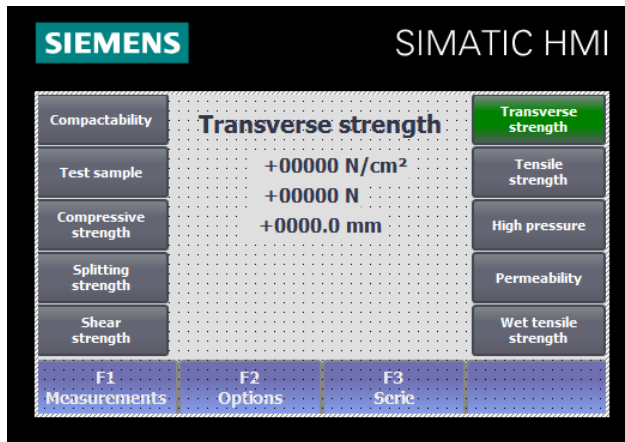 SIEMENS
SIMATIC HMI
Compactability
Test sample
Compressive
strength
Splitting
strength
Shear
strength
Transverse strength
+00000 N/cm²
+00000 N
+0000.0 mm
Transverse
strength
Tensile
strength
High pressure
Permeability
Wet tensile
strength
F1
Measurements
F2
Options
F3
Serie